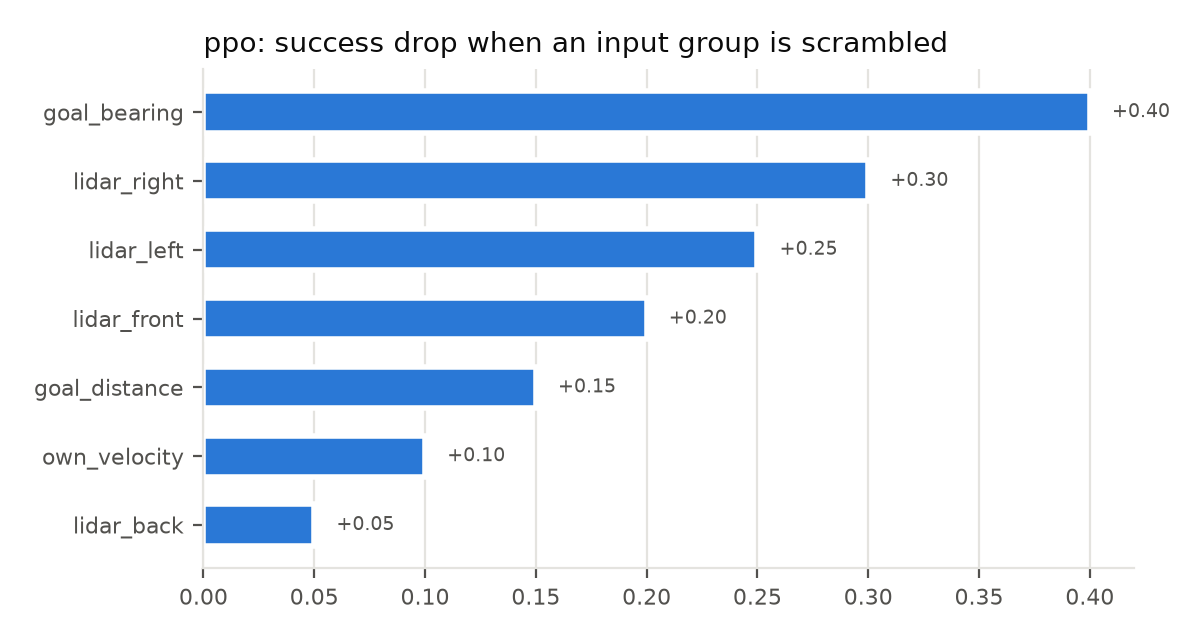 ppo: success drop when an input group is scrambled
goal_bearing +0.40
lidar_right +0.30
lidar_left +0.25
lidar_front +0.20
goal_distance +0.15
own_velocity +0.10
lidar_back +0.05
0.00 0.05 0.10 0.15 0.20 0.25 0.30 0.35 0.40